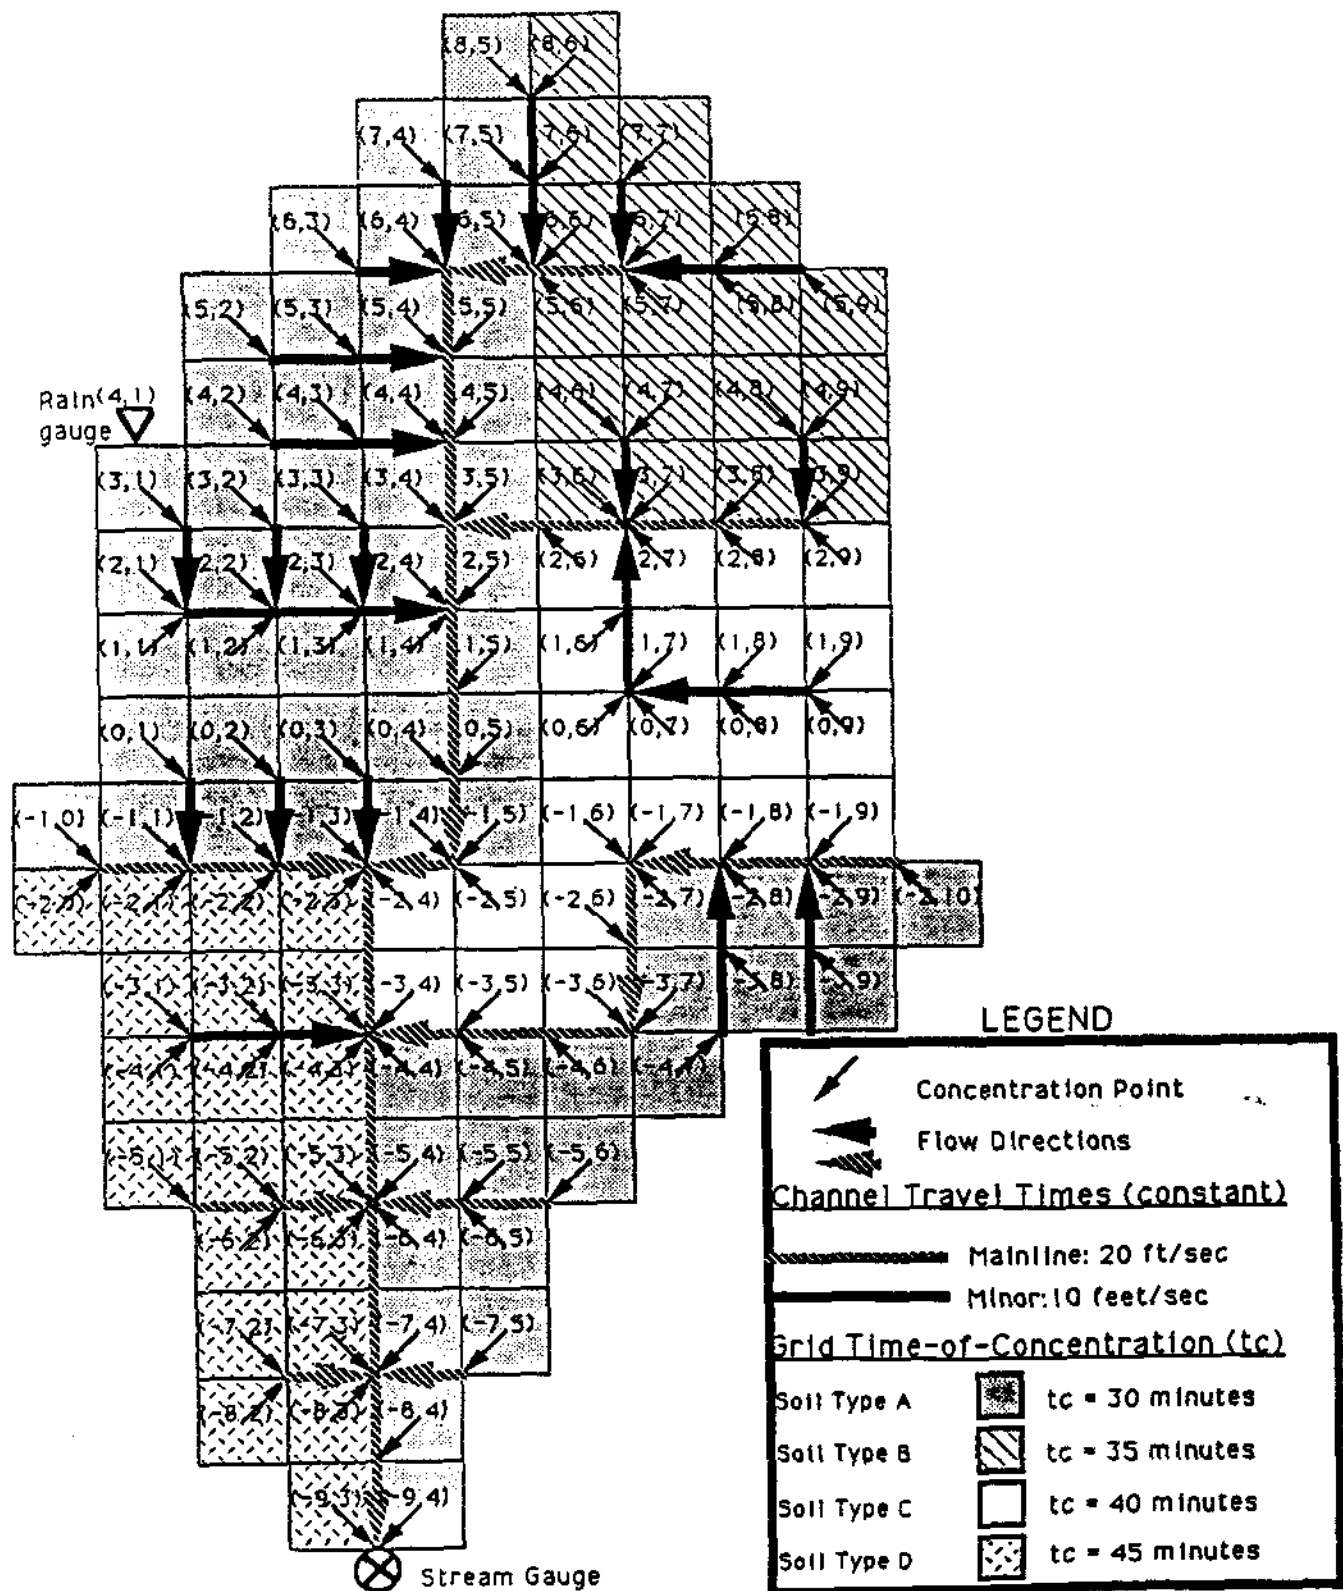 (8,5) (8,6)
(7,4) (7,5) (7,6) (7,7)
(6,3) (6,4) (6,5) (6,6) (6,7) (6,8)
(5,2) (5,3) (5,4) (5,5) (5,6) (5,7) (5,8) (5,9)
Rain (4,1) (4,2) (4,3) (4,4) (4,5) (4,6) (4,7) (4,8) (4,9)
gauge
(3,1) (3,2) (3,3) (3,4) (3,5) (3,6) (3,7) (3,8) (3,9)
(2,1) (2,2) (2,3) (2,4) (2,5) (2,6) (2,7) (2,8) (2,9)
(1,1) (1,2) (1,3) (1,4) (1,5) (1,6) (1,7) (1,8) (1,9)
(0,1) (0,2) (0,3) (0,4) (0,5) (0,6) (0,7) (0,8) (0,9)
(-1,0) (-1,1) (-1,2) (-1,3) (-1,4) (-1,5) (-1,6) (-1,7) (-1,8) (-1,9)
(-2,0) (-2,1) (-2,2) (-2,3) (-2,4) (-2,5) (-2,6) (-2,7) (-2,8) (-2,9) (-2,10)
(-3,1) (-3,2) (-3,3) (-3,4) (-3,5) (-3,6) (-3,7) (-3,8) (-3,9)
(-4,1) (-4,2) (-4,3) (-4,4) (-4,5) (-4,6) (-4,7)
(-5,1) (-5,2) (-5,3) (-5,4) (-5,5) (-5,6)
(-6,2) (-6,3) (-6,4) (-6,5)
(-7,2) (-7,3) (-7,4) (-7,5)
(-8,2) (-8,3) (-8,4)
(-9,3) (-9,4)
Stream Gauge
LEGEND
Concentration Point
Flow Directions
Channel Travel Times (constant)
Mainline: 20 ft/sec
Minor: 10 feet/sec
Grid Time-of-Concentration (tc)
Soil Type A tc = 30 minutes
Soil Type B tc = 35 minutes
Soil Type C tc = 40 minutes
Soil Type D tc = 45 minutes